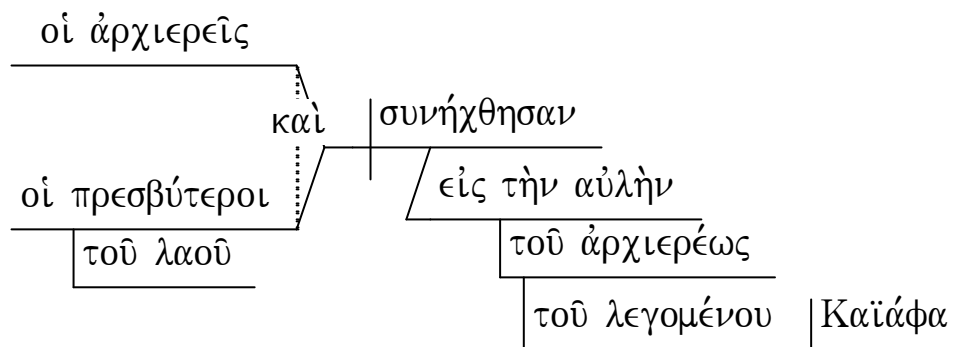 οἱ ἀρχιερεῖς
καὶ
συνήχθησαν
οἱ πρεσβύτεροι
εἰς τὴν αὐλὴν
τοῦ λαοῦ
τοῦ ἀρχιερέως
τοῦ λεγομένου Καϊάφα